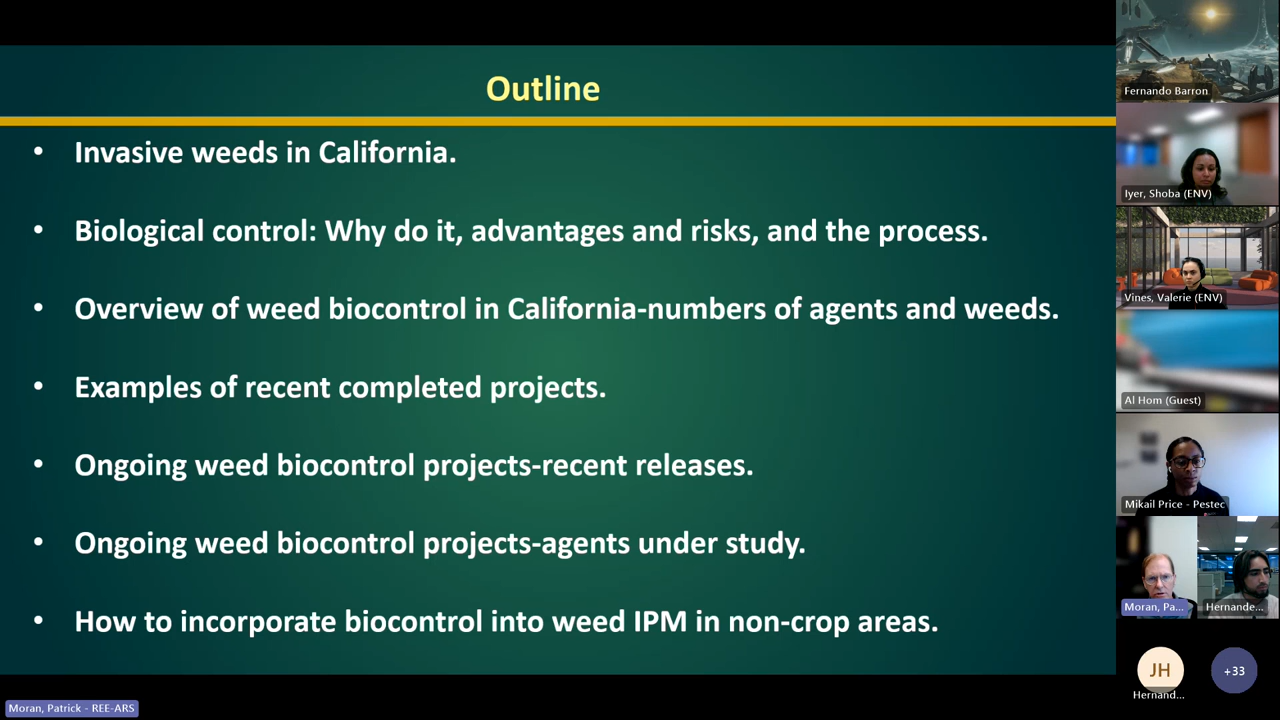 Outline
• Invasive weeds in California.
• Biological control: Why do it, advantages and risks, and the process.
• Overview of weed biocontrol in California-numbers of agents and weeds.
• Examples of recent completed projects.
• Ongoing weed biocontrol projects-recent releases.
• Ongoing weed biocontrol projects-agents under study.
• How to incorporate biocontrol into weed IPM in non-crop areas.
Fernando Barron
Iyer, Shoba (ENV)
Vines, Valerie (ENV)
Al Hom (Guest)
Mikail Price - Pestec
Moran, Pa...
Hernande...
JH
Hernand...
+33
Moran, Patrick - REE-ARS